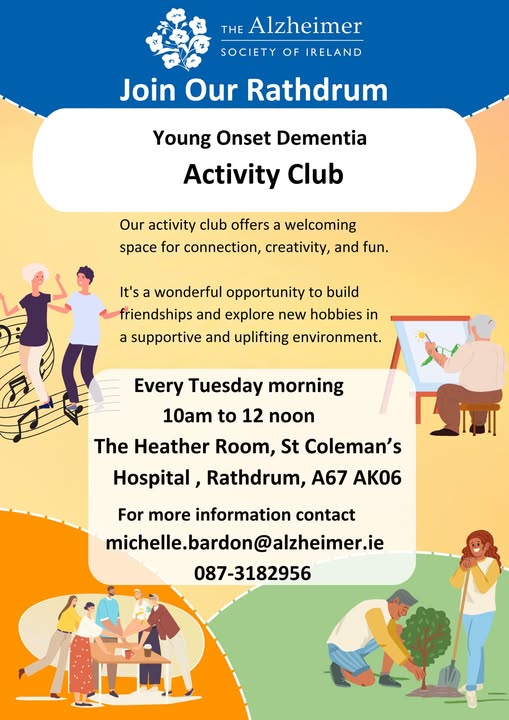 THE Alzheimer
SOCIETY OF IRELAND
Join Our Rathdrum
Young Onset Dementia
Activity Club
Our activity club offers a welcoming
space for connection, creativity, and fun.
It's a wonderful opportunity to build
friendships and explore new hobbies in
a supportive and uplifting environment.
Every Tuesday morning
10am to 12 noon
The Heather Room, St Coleman's
Hospital , Rathdrum, A67 AK06
For more information contact
michelle.bardon@alzheimer.ie
087-3182956